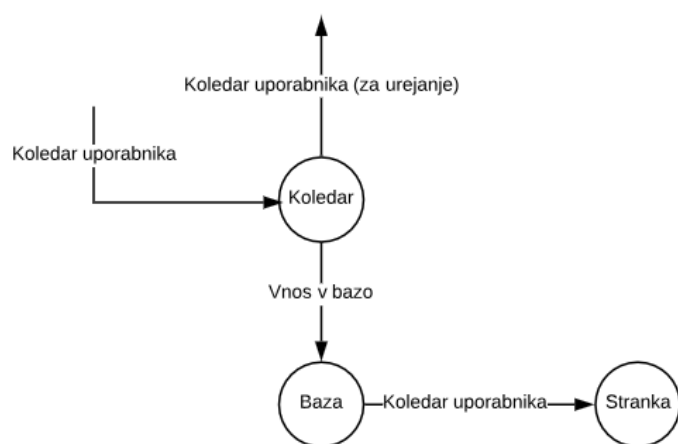 Koledar uporabnika (za urejanje)
Koledar uporabnika
Koledar
Vnos v bazo
Baza
Koledar uporabnika
Stranka